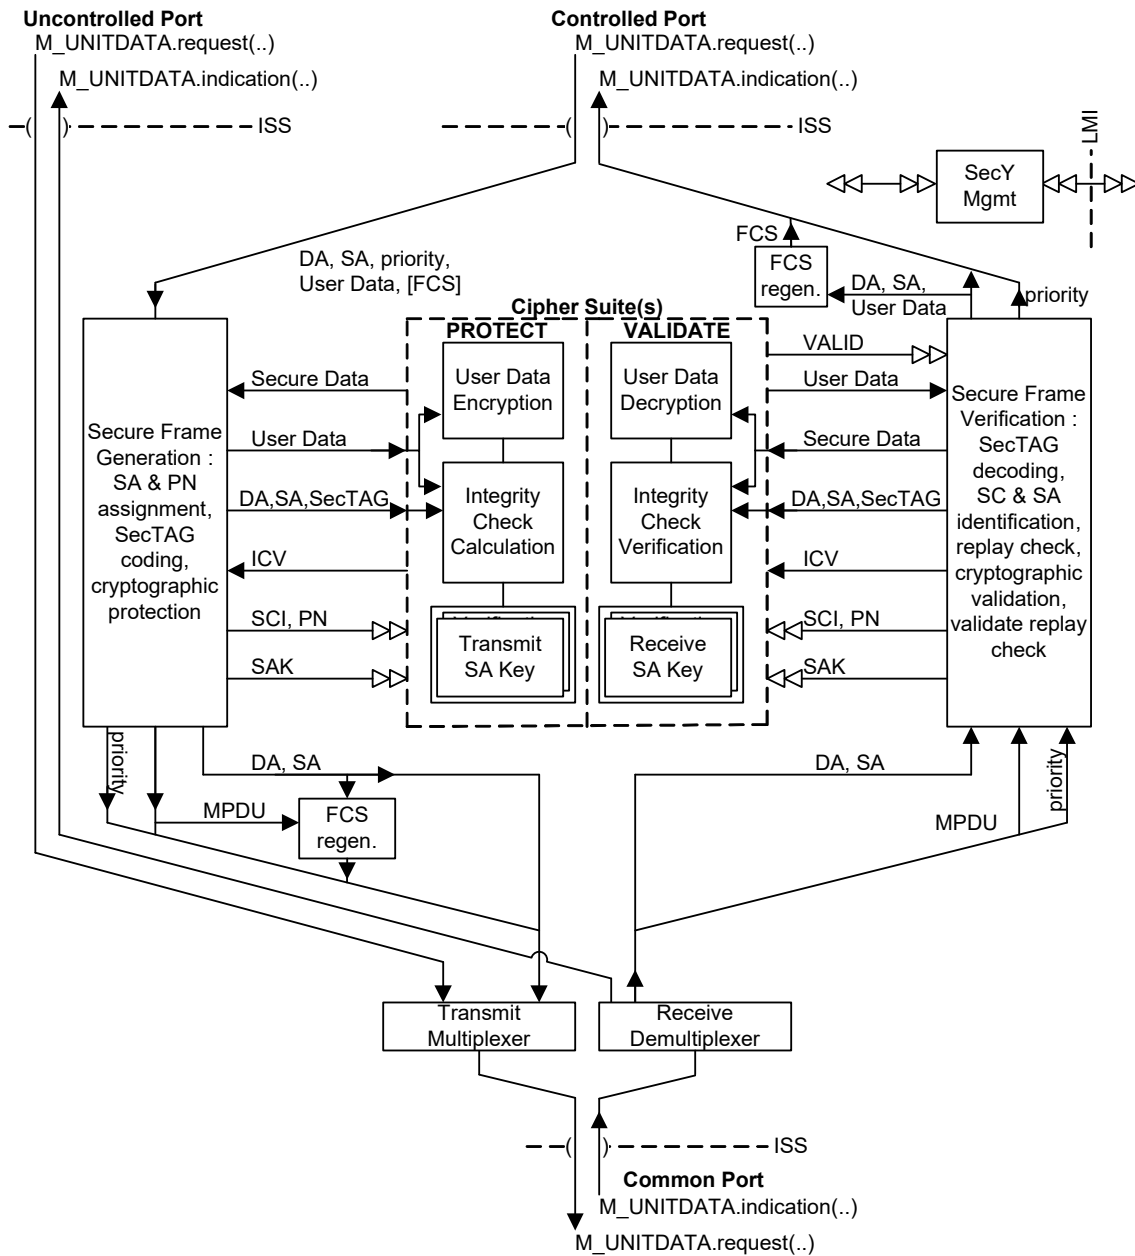 Uncontrolled Port
M_UNITDATA.request(..)
M_UNITDATA.indication(..)
ISS
Controlled Port
M_UNITDATA.request(..)
M_UNITDATA.indication(..)
ISS
LMI
SecY
Mgmt
DA, SA, priority,
User Data, [FCS]
FCS
FCS
regen.
DA, SA,
User Data
priority
Cipher Suite(s)
PROTECT
VALIDATE
Secure Frame
Generation :
SA & PN
assignment,
SecTAG
coding,
cryptographic
protection
Secure Data
User Data
DA,SA,SecTAG
ICV
SCI, PN
SAK
User Data
Encryption
Integrity
Check
Calculation
Transmit
SA Key
User Data
Decryption
Integrity
Check
Verification
Receive
SA Key
VALID
User Data
Secure Data
DA,SA,SecTAG
ICV
SCI, PN
SAK
Secure Frame
Verification :
SecTAG
decoding,
SC & SA
identification,
replay check,
cryptographic
validation,
validate replay
check
priority
DA, SA
MPDU
FCS
regen.
DA, SA
MPDU
priority
Transmit
Multiplexer
Receive
Demultiplexer
ISS
Common Port
M_UNITDATA.indication(..)
M_UNITDATA.request(..)